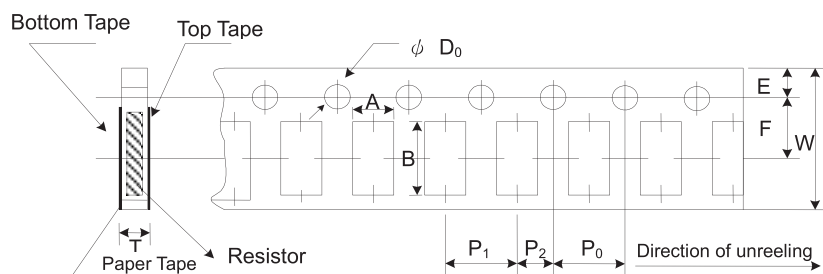 Bottom Tape
Top Tape
ϕ D₀
E
A
F
W
B
P₁
P₂
P₀
Direction of unreeling
T
Resistor
Paper Tape